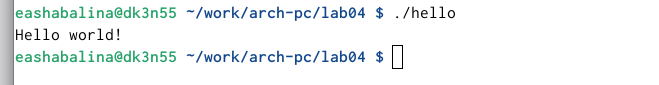 eashabalina@dk3n55 ~/work/arch-pc/lab04 $ ./hello
Hello world!
eashabalina@dk3n55 ~/work/arch-pc/lab04 $